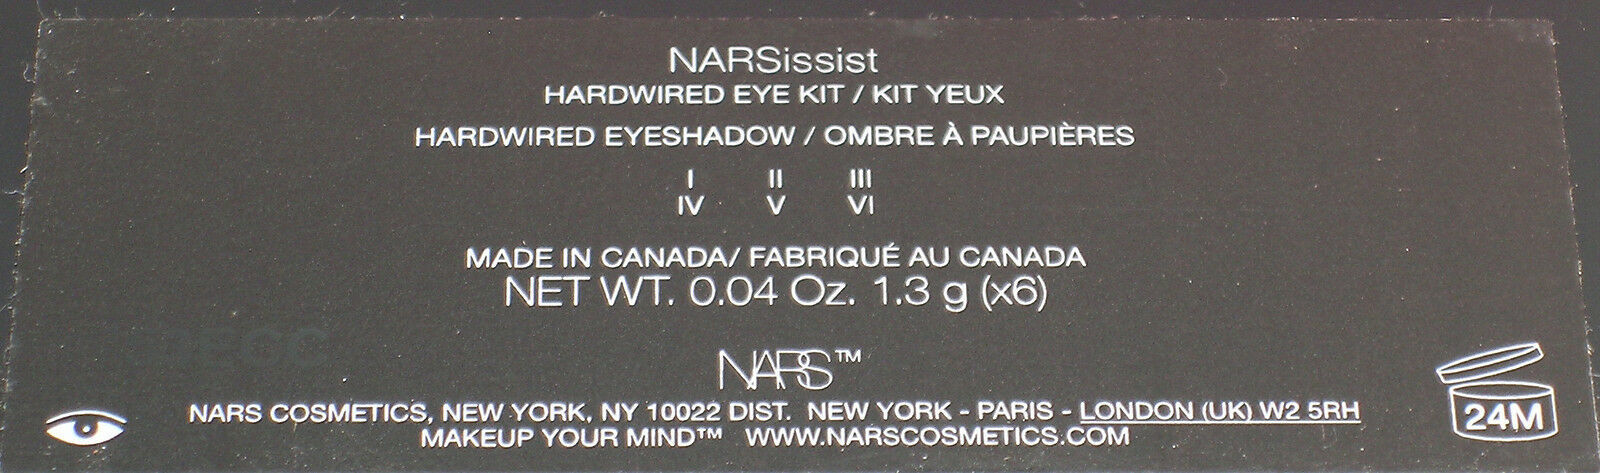 NARSissist
HARDWIRED EYE KIT / KIT YEUX
HARDWIRED EYESHADOW / OMBRE À PAUPIÈRES
I II III
IV V VI
MADE IN CANADA/ FABRIQUÉ AU CANADA
NET WT. 0.04 Oz. 1.3 g (x6)
NARS™
NARS COSMETICS, NEW YORK, NY 10022 DIST. NEW YORK - PARIS - LONDON (UK) W2 5RH
MAKEUP YOUR MIND™ WWW.NARSCOSMETICS.COM
24M